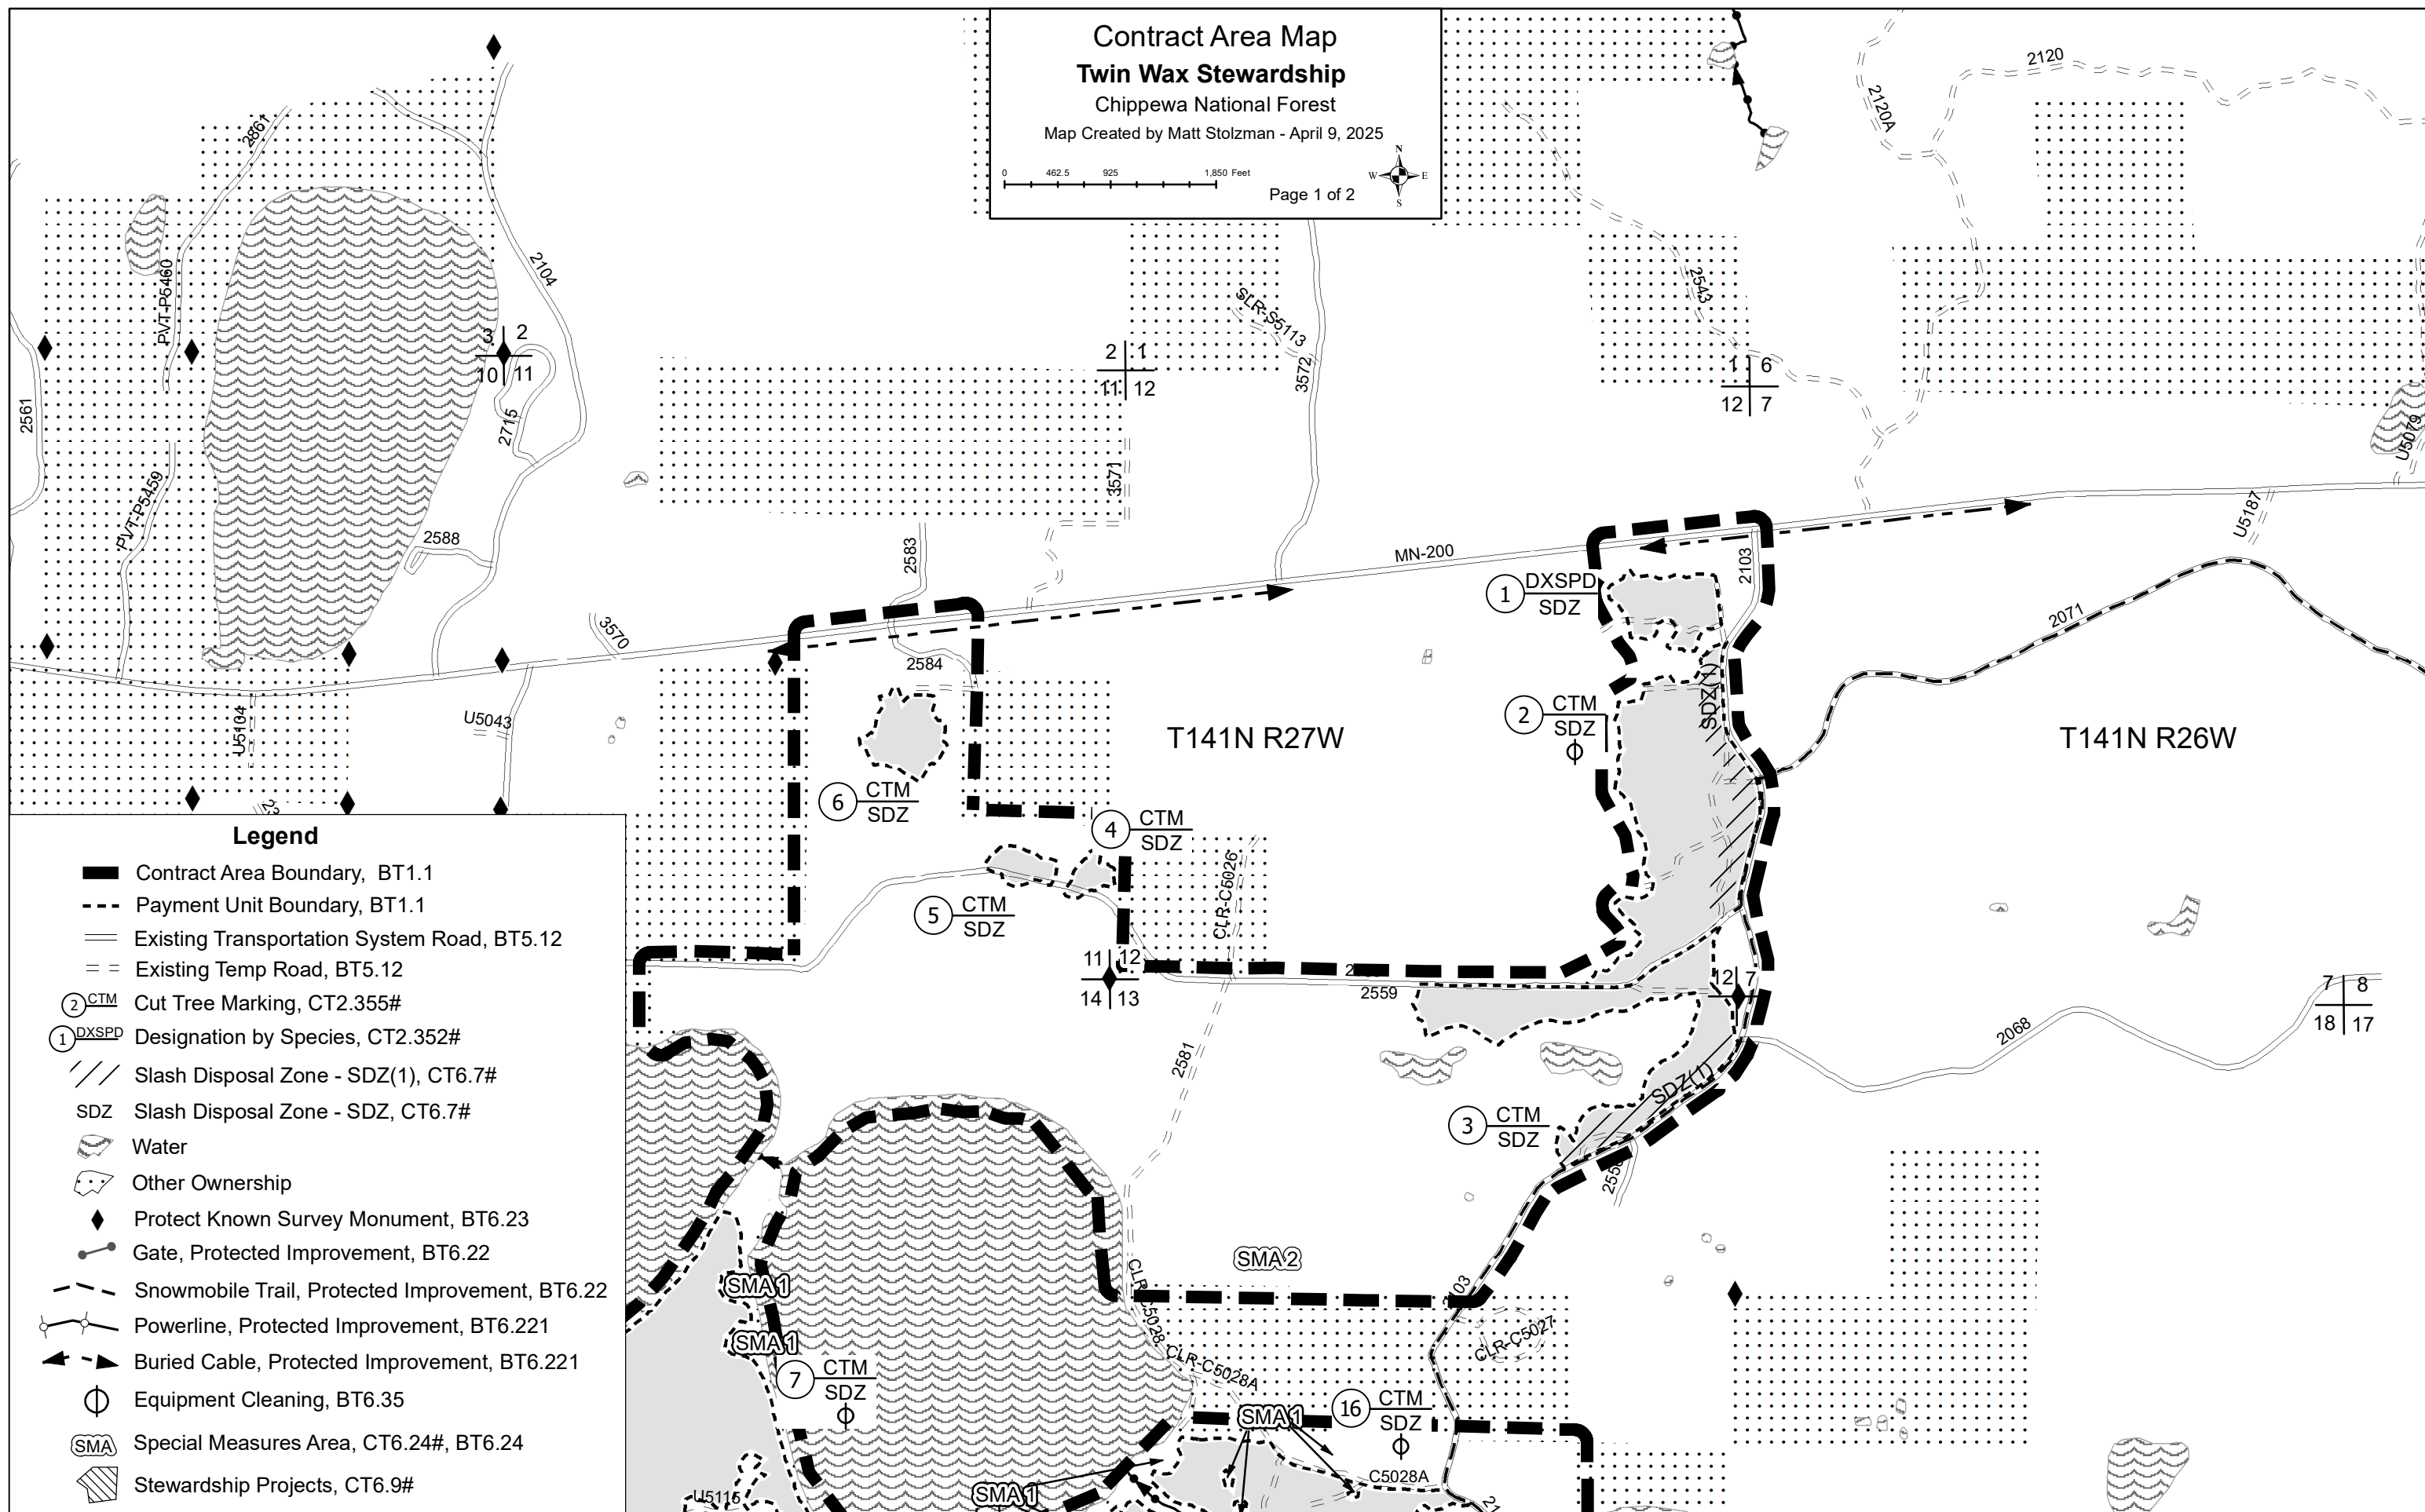 Contract Area Map
Twin Wax Stewardship
Chippewa National Forest
Map Created by Matt Stolzman - April 9, 2025
0 462.5 925 1,850 Feet
N
W E
S
Page 1 of 2
2120
2120A
2861
PVT-P5460
2104
3 2
10 11
2715
2561
PVT-P5459
2588
SLR-S5113
2 1
11 12
3572
3571
2543
1 6
12 7
U5079
U5187
MN-200
2583
3570
2584
U5104
U5043
1 DXSPD
SDZ
2103
2071
SDZ(1)
2 CTM
SDZ
T141N R27W
T141N R26W
6 CTM
SDZ
4 CTM
SDZ
5 CTM
SDZ
CLR-C5026
11 12
14 13
2559
12 7
7 8
18 17
2068
2581
SDZ(1)
3 CTM
SDZ
SMA 2
SMA 1
SMA 1
CLR-C5028
CLR-C5028A
CLR-C5027
7 CTM
SDZ
16 CTM
SDZ
SMA 1
SMA 1
C5028A
U5115
Legend
Contract Area Boundary, BT1.1
Payment Unit Boundary, BT1.1
Existing Transportation System Road, BT5.12
Existing Temp Road, BT5.12
2 CTM Cut Tree Marking, CT2.355#
1 DXSPD Designation by Species, CT2.352#
Slash Disposal Zone - SDZ(1), CT6.7#
SDZ Slash Disposal Zone - SDZ, CT6.7#
Water
Other Ownership
Protect Known Survey Monument, BT6.23
Gate, Protected Improvement, BT6.22
Snowmobile Trail, Protected Improvement, BT6.22
Powerline, Protected Improvement, BT6.221
Buried Cable, Protected Improvement, BT6.221
Equipment Cleaning, BT6.35
SMA Special Measures Area, CT6.24#, BT6.24
Stewardship Projects, CT6.9#